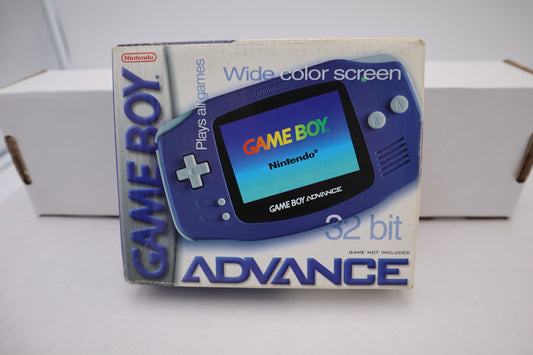 Nintendo®
GAME BOY
Plays all games
Wide color screen
Nintendo
GAME BOY
Nintendo®
GAME BOY ADVANCE
B
A
32 bit
GAME NOT INCLUDED
ADVANCE